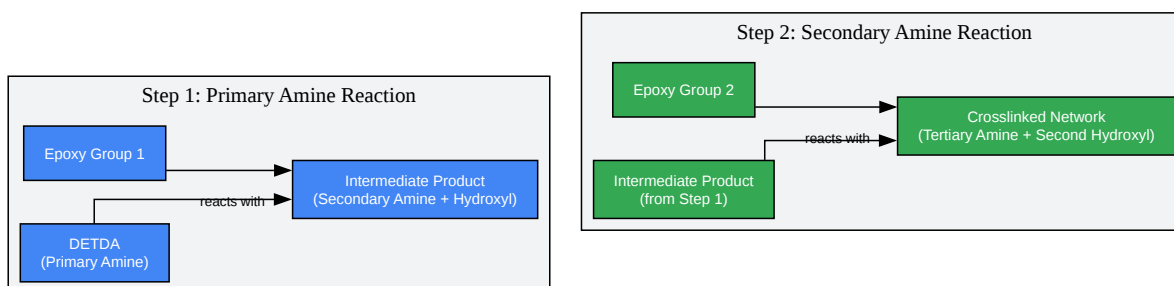 Step 1: Primary Amine Reaction
Epoxy Group 1
Intermediate Product
(Secondary Amine + Hydroxyl)
reacts with
DETDA
(Primary Amine)
Step 2: Secondary Amine Reaction
Epoxy Group 2
Crosslinked Network
(Tertiary Amine + Second Hydroxyl)
reacts with
Intermediate Product
(from Step 1)